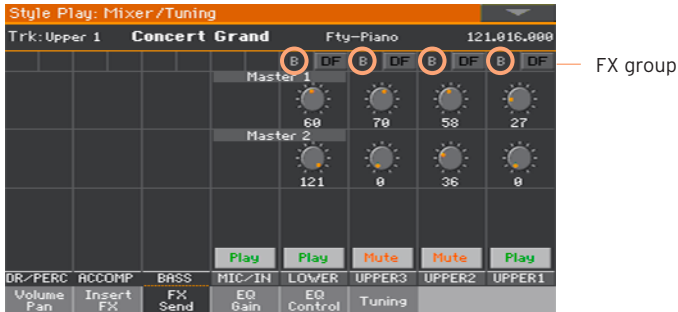 Style Play: Mixer/Tuning
Trk:Upper 1 Concert Grand Fty-Piano 121.016.000
B DF B DF B DF B DF FX group
Master 1
60 70 58 27
Master 2
121 0 36 0
Play Play Mute Mute Play
DR/PERC ACCOMP BASS MIC/IN LOWER UPPER3 UPPER2 UPPER1
Volume Pan Insert FX FX Send EQ Gain EQ Control Tuning